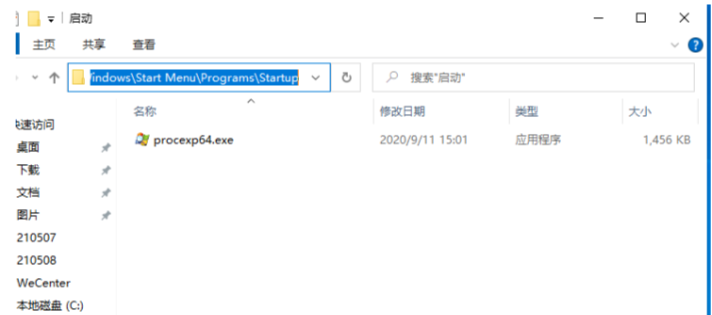 启动
主页 共享 查看
indows\Start Menu\Programs\Startup 搜索"启动"
名称 修改日期 类型 大小
快速访问
procexp64.exe 2020/9/11 15:01 应用程序 1,456 KB
桌面
下载
文档
图片
210507
210508
WeCenter
本地磁盘 (C:)